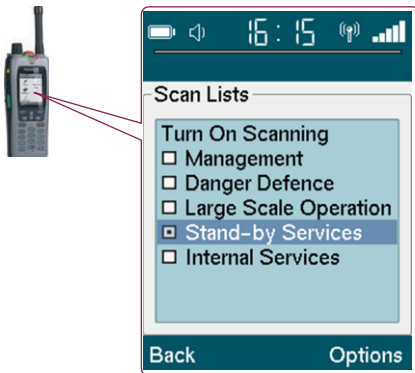 16:15
Scan Lists
Turn On Scanning
Management
Danger Defence
Large Scale Operation
Stand-by Services
Internal Services
Back Options